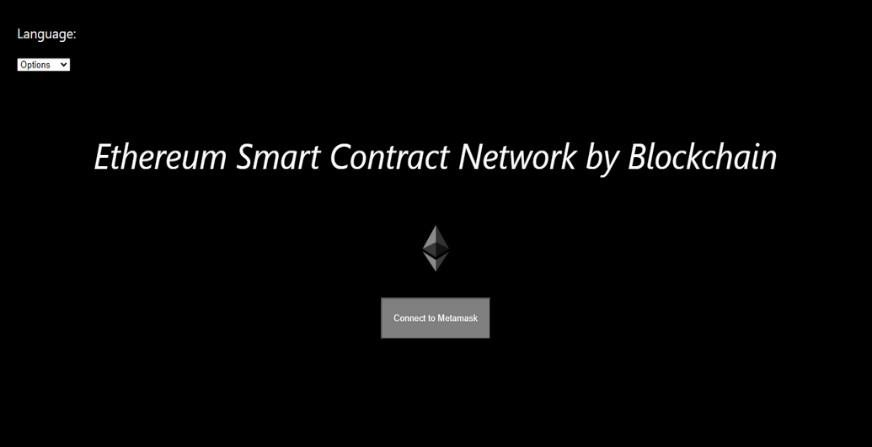 Language:
Options
Ethereum Smart Contract Network by Blockchain
Connect to Metamask